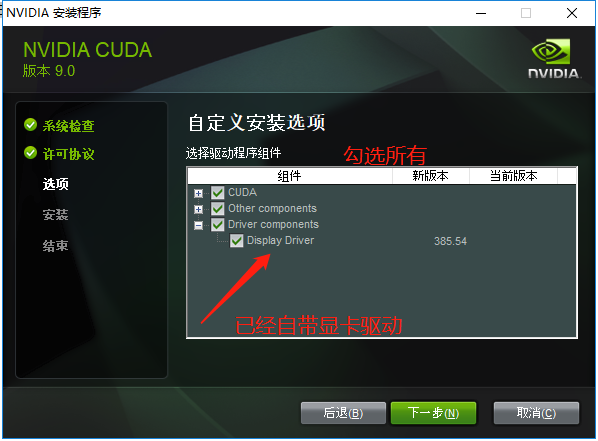 NVIDIA 安装程序
NVIDIA CUDA
版本 9.0
NVIDIA
系统检查
许可协议
选项
安装
结束
自定义安装选项
选择驱动程序组件
勾选所有
组件 新版本 当前版本
CUDA
Other components
Driver components
Display Driver 385.54
已经自带显卡驱动
后退(B) 下一步(N) 取消(C)